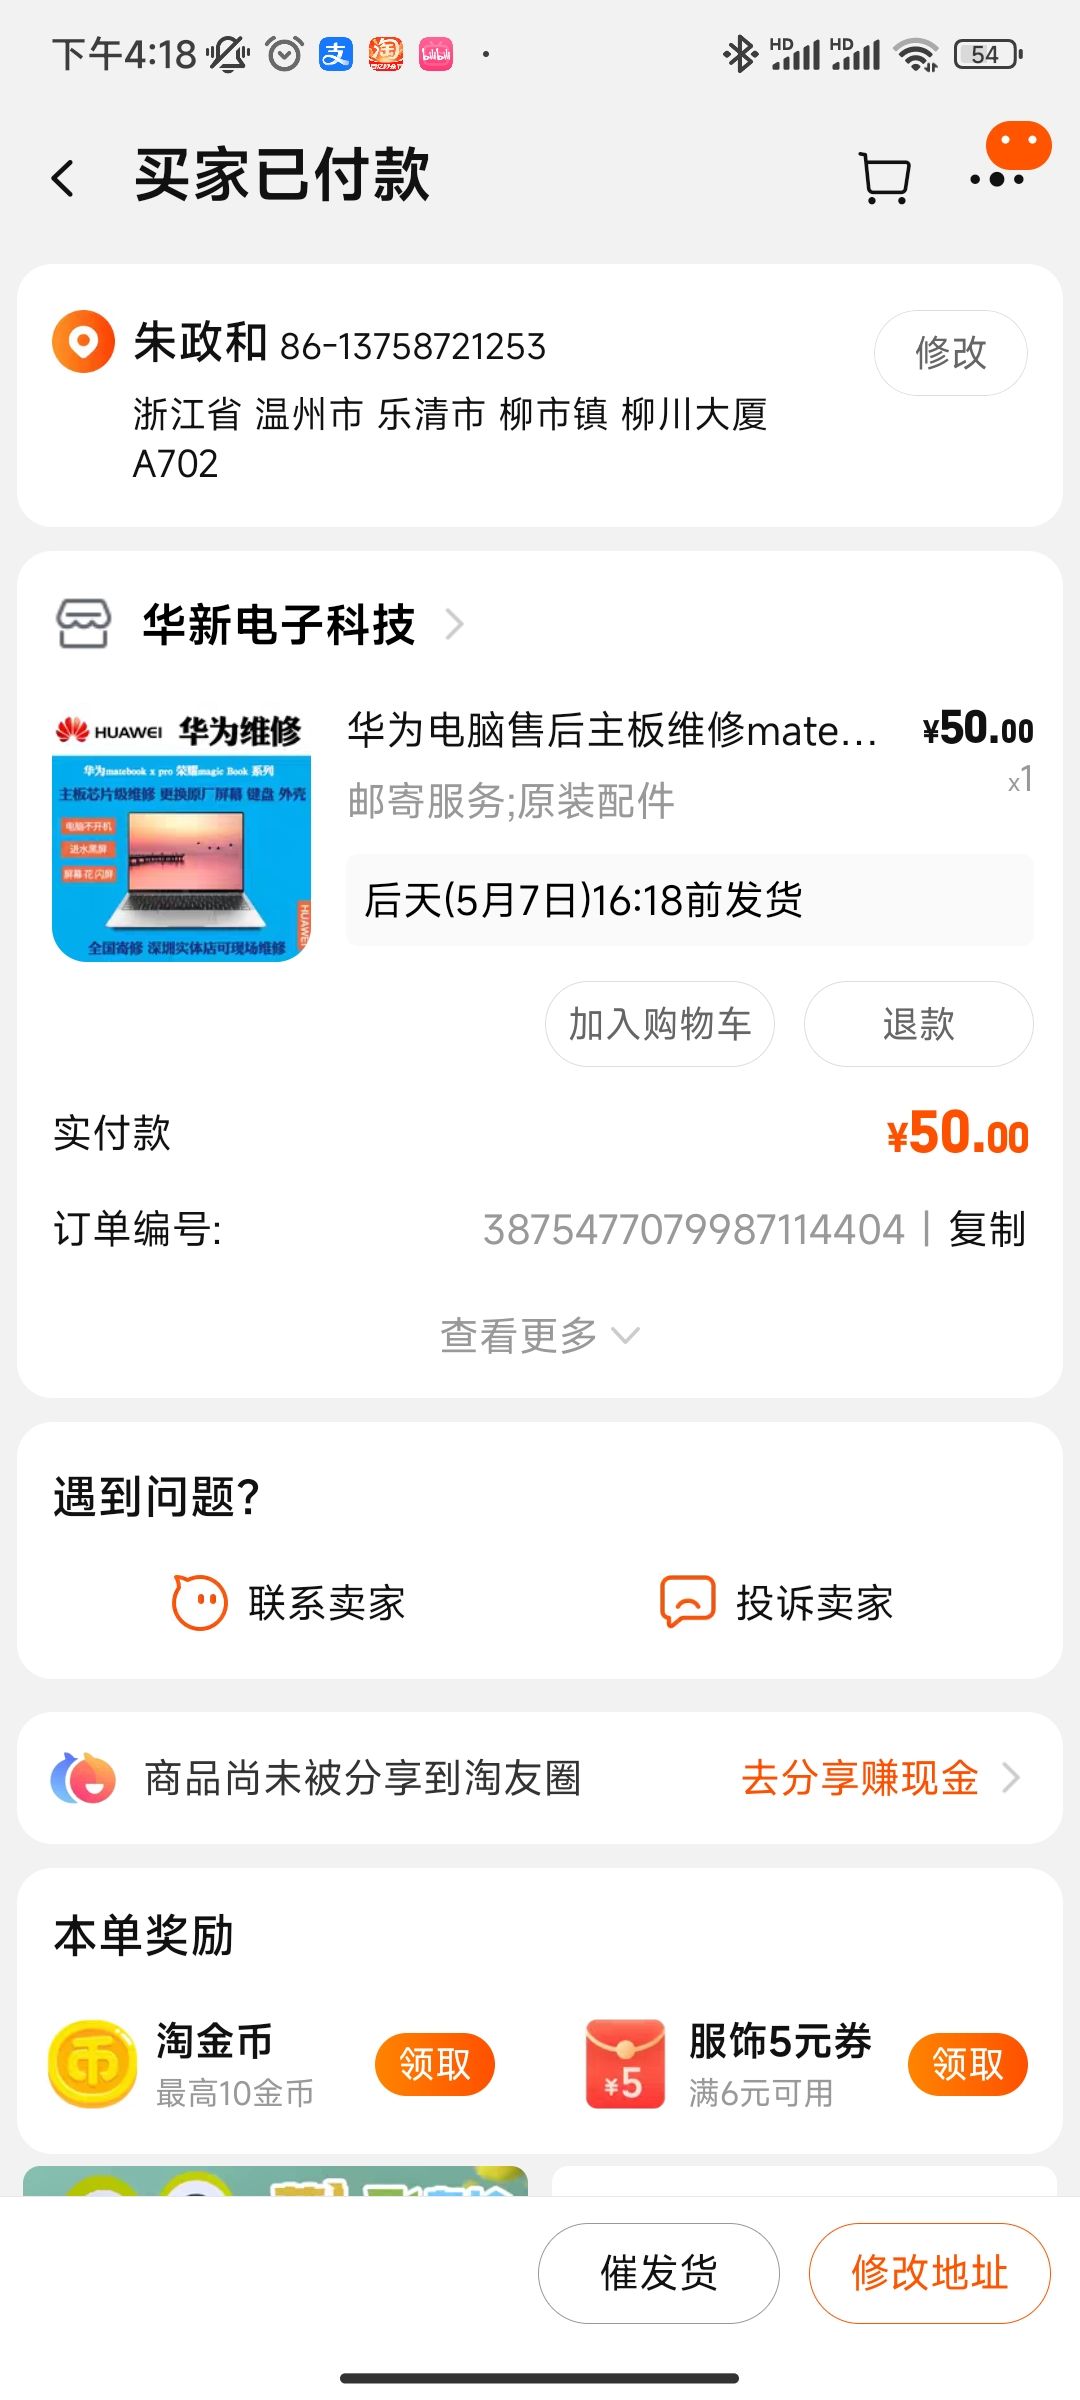 下午4:18
HD HD 54
买家已付款
朱政和 86-13758721253
修改
浙江省 温州市 乐清市 柳市镇 柳川大厦
A702
华新电子科技
HUAWEI 华为维修
华为matebook x pro 荣耀magic Book 系列
主板芯片级维修 更换原厂屏幕 键盘 外壳
电脑不开机
进水黑屏
屏幕花闪屏
HUAWEI
全国寄修 深圳实体店可现场维修
华为电脑售后主板维修mate... ¥50.00
邮寄服务;原装配件 x1
后天(5月7日)16:18前发货
加入购物车 退款
实付款 ¥50.00
订单编号: 3875477079987114404 | 复制
查看更多
遇到问题?
联系卖家 投诉卖家
商品尚未被分享到淘友圈 去分享赚现金
本单奖励
淘金币 领取
最高10金币
¥5
服饰5元券 领取
满6元可用
催发货 修改地址